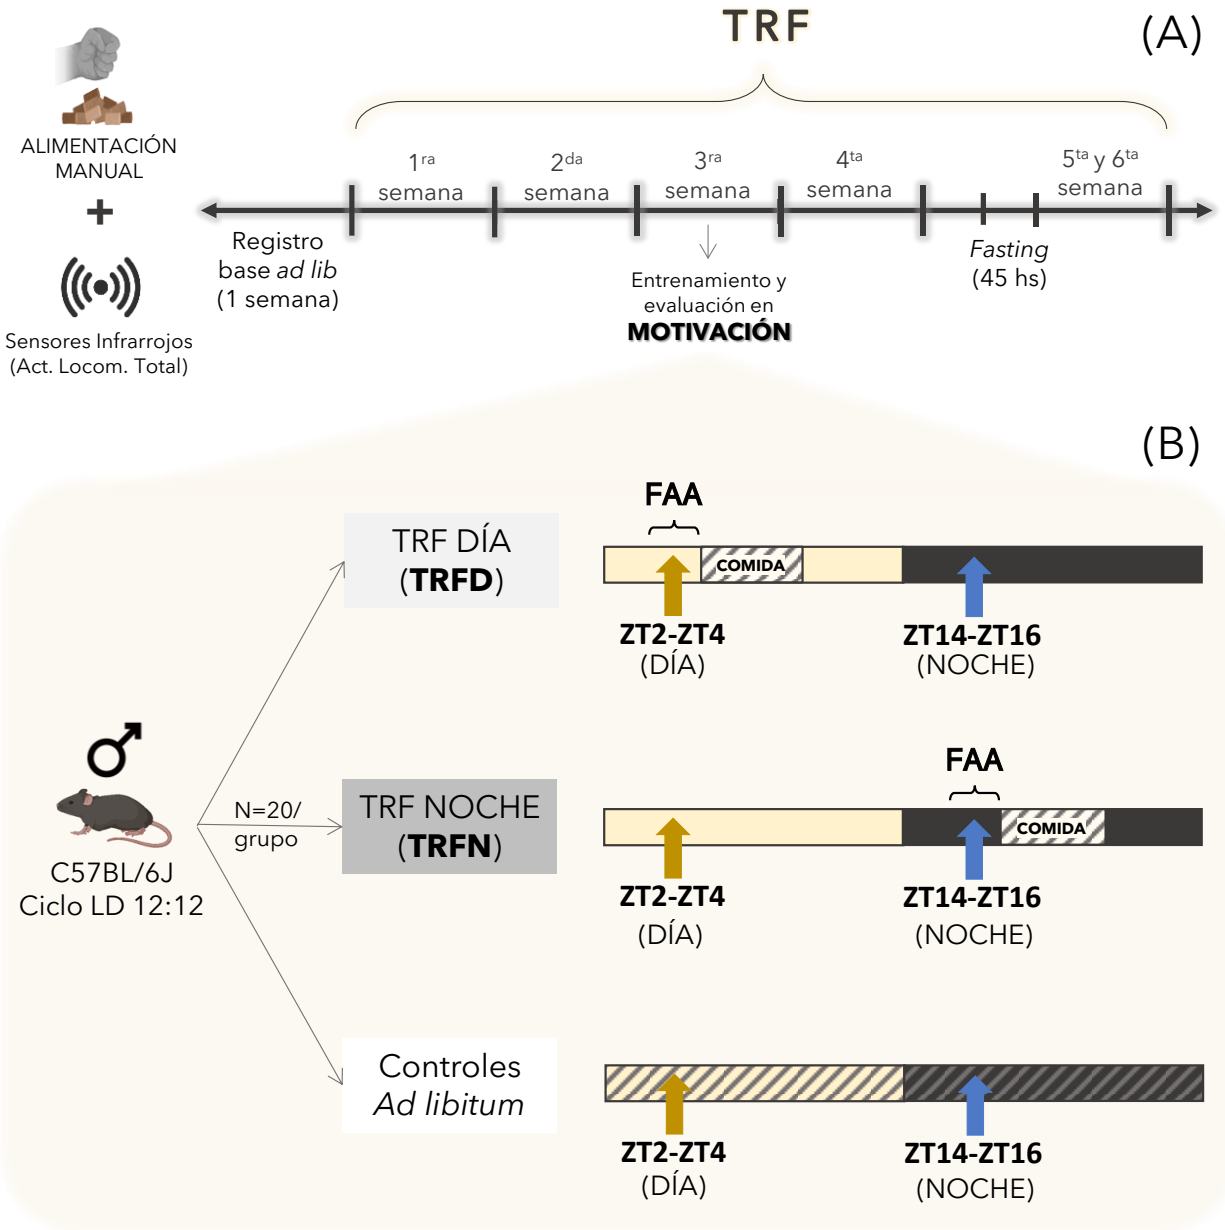 TRF
(A)
ALIMENTACIÓN
MANUAL
+
Sensores Infrarrojos
(Act. Locom. Total)
1ra
semana
2da
semana
3ra
semana
4ta
semana
5ta y 6ta
semana
Registro
base ad lib
(1 semana)
Entrenamiento y
evaluación en
MOTIVACIÓN
Fasting
(45 hs)
(B)
C57BL/6J
Ciclo LD 12:12
N=20/
grupo
TRF DÍA
(TRFD)
FAA
COMIDA
ZT2-ZT4
(DÍA)
ZT14-ZT16
(NOCHE)
TRF NOCHE
(TRFN)
FAA
COMIDA
ZT2-ZT4
(DÍA)
ZT14-ZT16
(NOCHE)
Controles
Ad libitum
ZT2-ZT4
(DÍA)
ZT14-ZT16
(NOCHE)